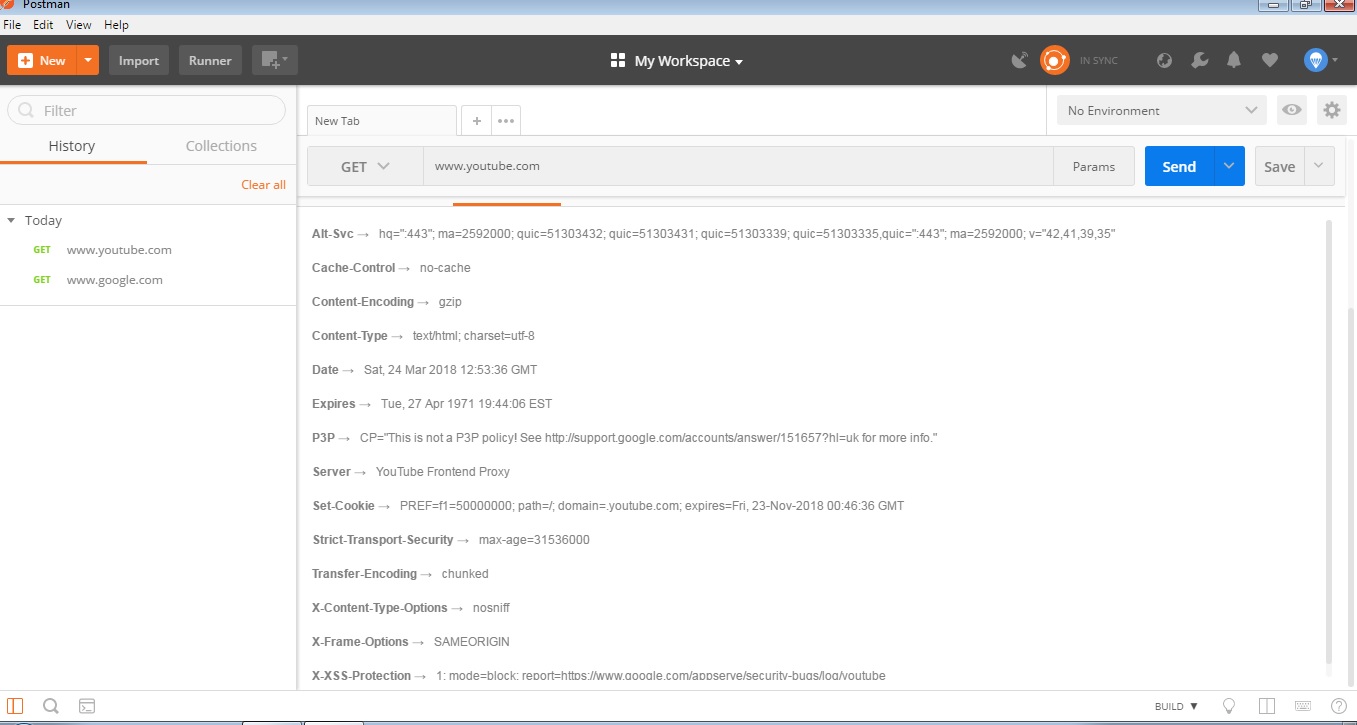 Postman
File Edit View Help
New Import Runner My Workspace IN SYNC
Filter
New Tab + No Environment
History Collections
GET www.youtube.com Params Send Save
Clear all
Today
GET www.youtube.com
GET www.google.com
Alt-Svc → hq=":443"; ma=2592000; quic=51303432; quic=51303431; quic=51303339; quic=51303335,quic=":443"; ma=2592000; v="42,41,39,35"
Cache-Control → no-cache
Content-Encoding → gzip
Content-Type → text/html; charset=utf-8
Date → Sat, 24 Mar 2018 12:53:36 GMT
Expires → Tue, 27 Apr 1971 19:44:06 EST
P3P → CP="This is not a P3P policy! See http://support.google.com/accounts/answer/151657?hl=uk for more info."
Server → YouTube Frontend Proxy
Set-Cookie → PREF=f1=50000000; path=/; domain=.youtube.com; expires=Fri, 23-Nov-2018 00:46:36 GMT
Strict-Transport-Security → max-age=31536000
Transfer-Encoding → chunked
X-Content-Type-Options → nosniff
X-Frame-Options → SAMEORIGIN
X-XSS-Protection → 1; mode=block; report=https://www.google.com/appserve/security-bugs/log/youtube
BUILD